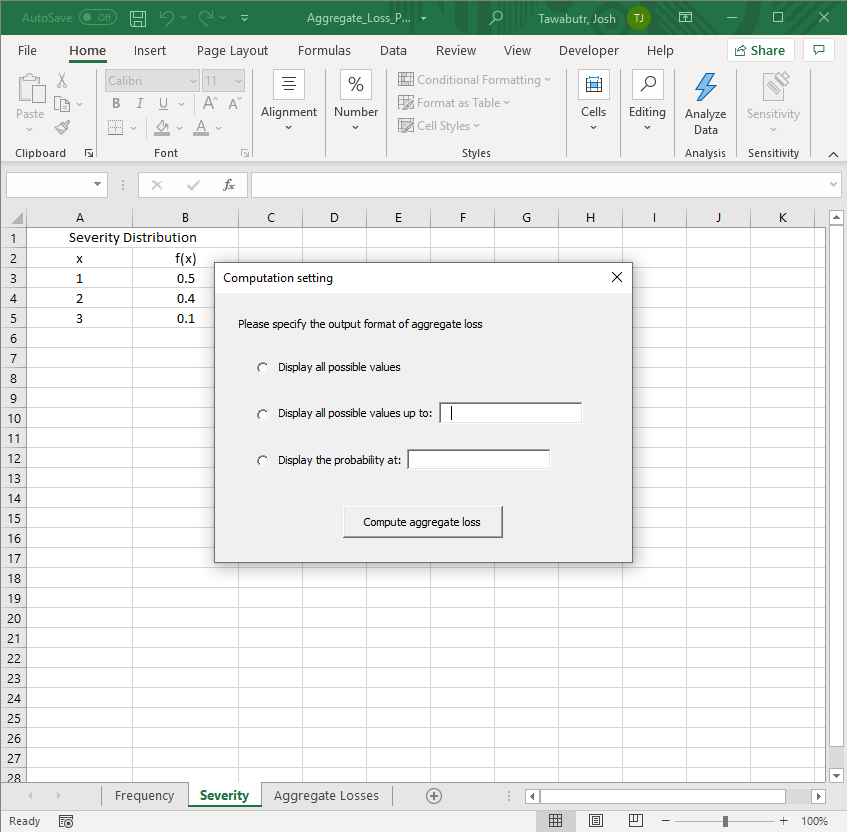 AutoSave Off Aggregate_Loss_P... Tawabutr, Josh TJ
File Home Insert Page Layout Formulas Data Review View Developer Help Share
Calibri 11
Paste B I U A A Alignment % Number Conditional Formatting Format as Table Cell Styles Cells Editing Analyze Data Sensitivity
Clipboard Font Styles Analysis Sensitivity
fx
A B C D E F G H I J K
1 Severity Distribution
2 x f(x)
3 1 0.5
4 2 0.4
5 3 0.1
6
7
8
9
10
11
12
13
14
15
16
17
18
19
20
21
22
23
24
25
26
27
28
Computation setting
Please specify the output format of aggregate loss
Display all possible values
Display all possible values up to:
Display the probability at:
Compute aggregate loss
Frequency Severity Aggregate Losses
Ready 100%